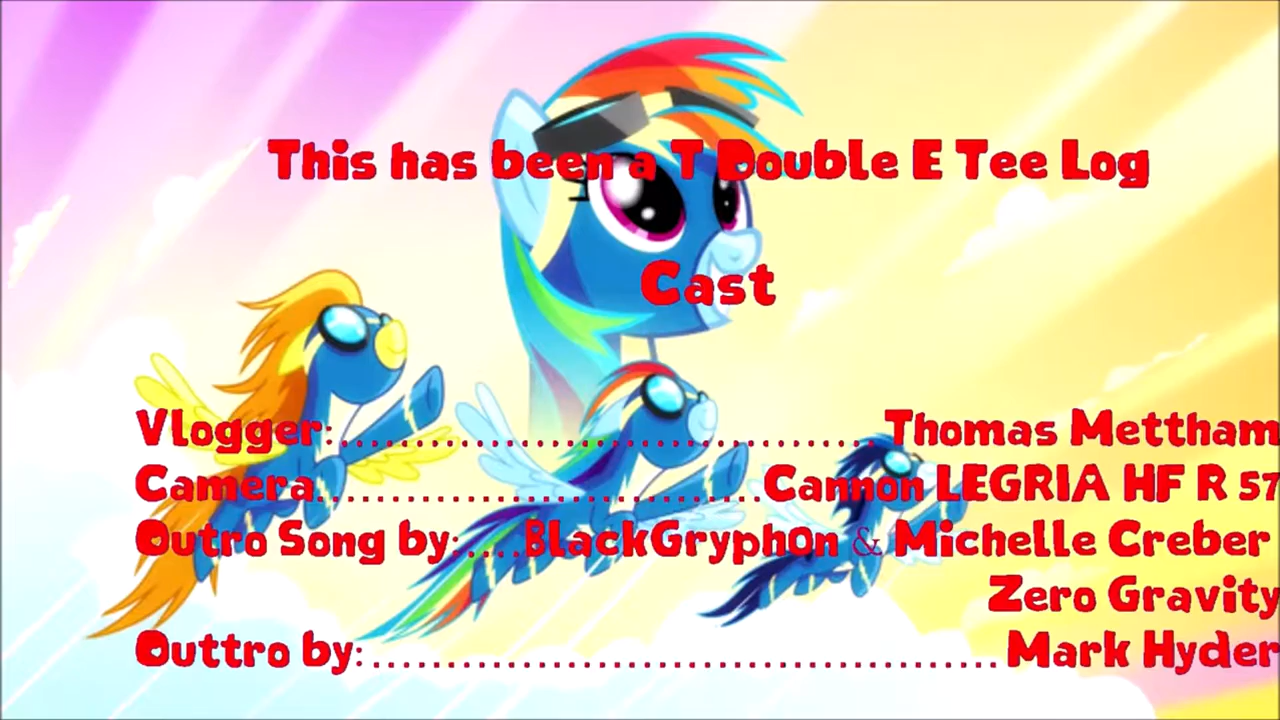 This has been a T Double E Tee Log
Cast
Vlogger:.......................................Thomas Mettham
Camera................................Cannon LEGRIA HF R 57
Outro Song by:....BlackGryph0n & Michelle Creber
Zero Gravity
Outtro by:..............................................Mark Hyder